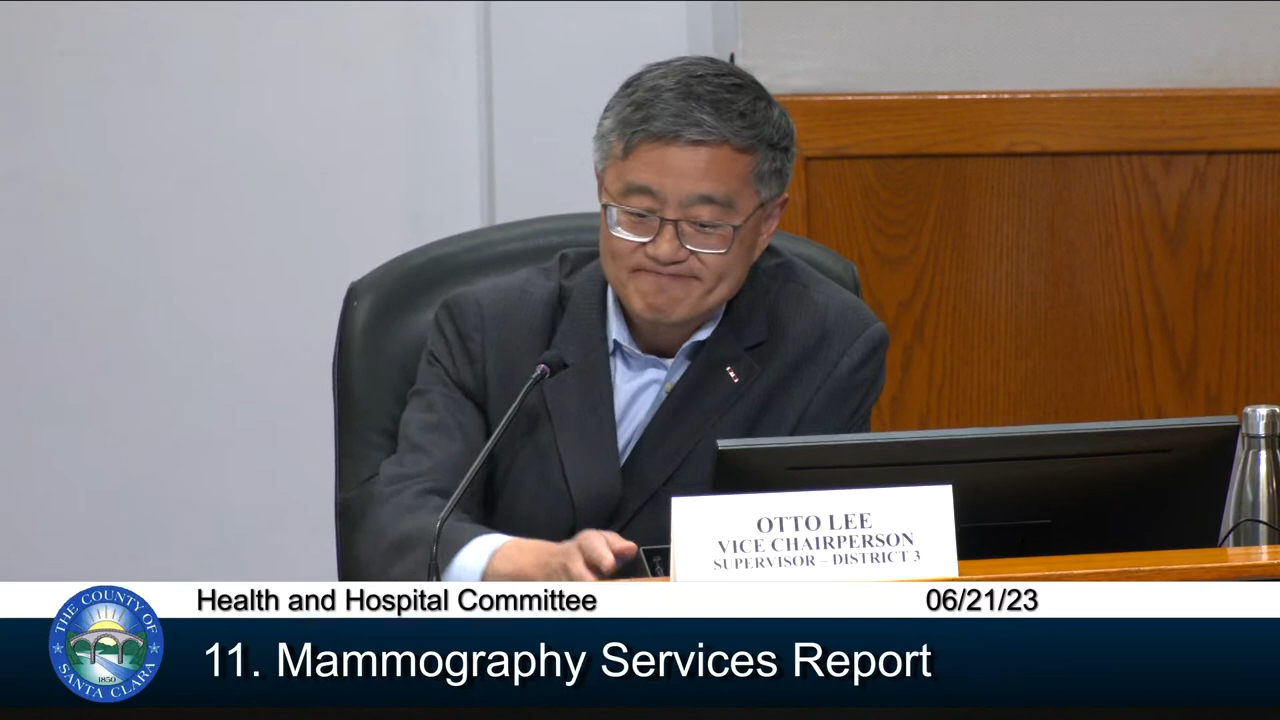 OTTO LEE
VICE CHAIRPERSON
SUPERVISOR – DISTRICT 3
Health and Hospital Committee
06/21/23
THE COUNTY OF
SANTA CLARA
1850
11. Mammography Services Report